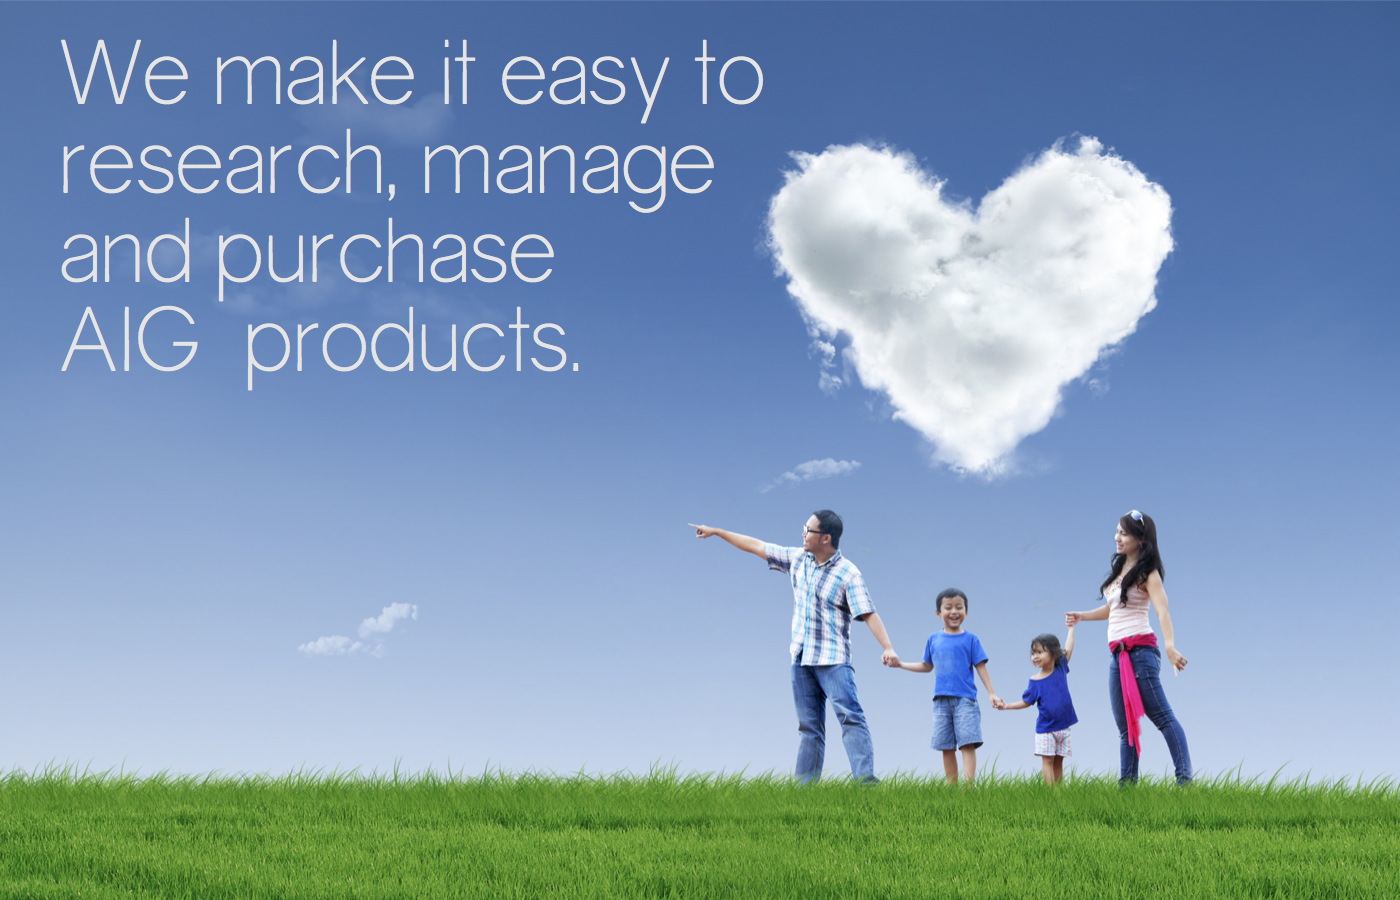 We make it easy to
research, manage
and purchase
AIG  products.